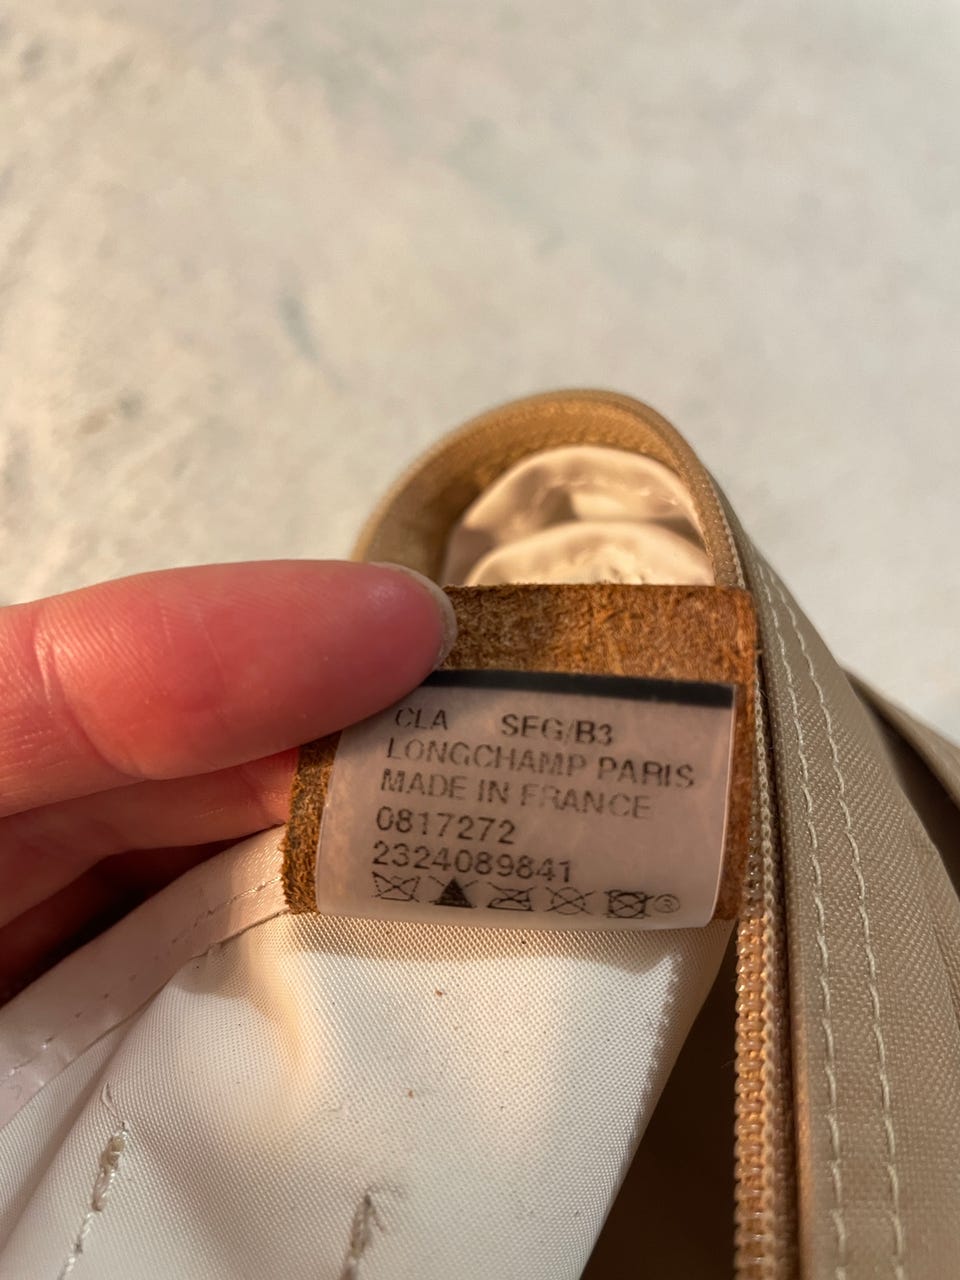 CLA SFG/B3
LONGCHAMP PARIS
MADE IN FRANCE
0817272
2324089841